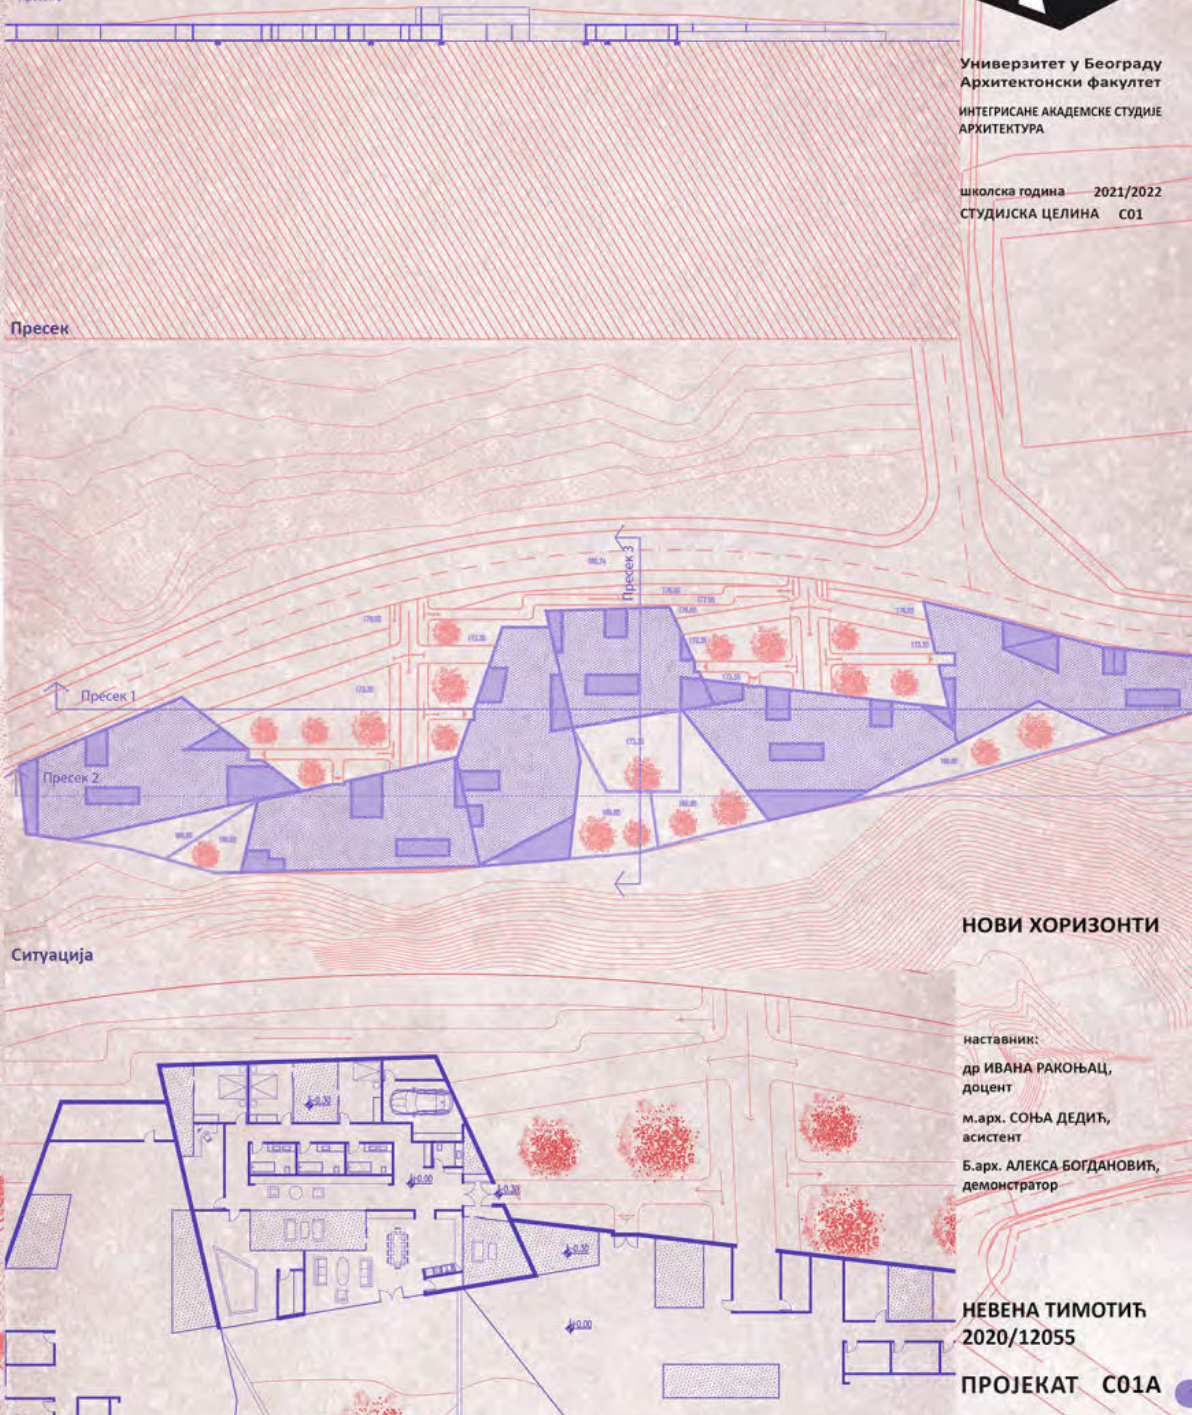 Универзитет у Београду
Архитектонски факултет
ИНТЕГРИСАНЕ АКАДЕМСКЕ СТУДИЈЕ
АРХИТЕКТУРА
школска година 2021/2022
СТУДИЈСКА ЦЕЛИНА С01
Пресек
Пресек 3
Пресек 1
Пресек 2
Ситуација
НОВИ ХОРИЗОНТИ
наставник:
др ИВАНА РАКОЊАЦ,
доцент
м.арх. СОЊА ДЕДИЋ,
асистент
Б.арх. АЛЕКСА БОГДАНОВИЋ,
демонстратор
НЕВЕНА ТИМОТИЋ
2020/12055
ПРОЈЕКАТ С01А